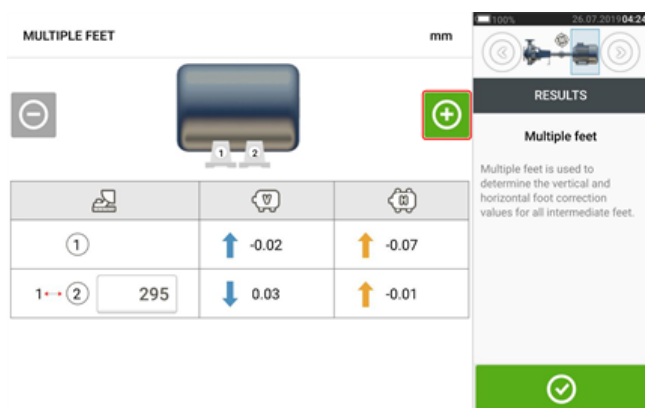 100% 26.07.2019 04:24
MULTIPLE FEET mm
RESULTS
Multiple feet
Multiple feet is used to
determine the vertical and
horizontal foot correction
values for all intermediate feet.
1 2
V H
1 -0.02 -0.07
1 2 295 0.03 -0.01